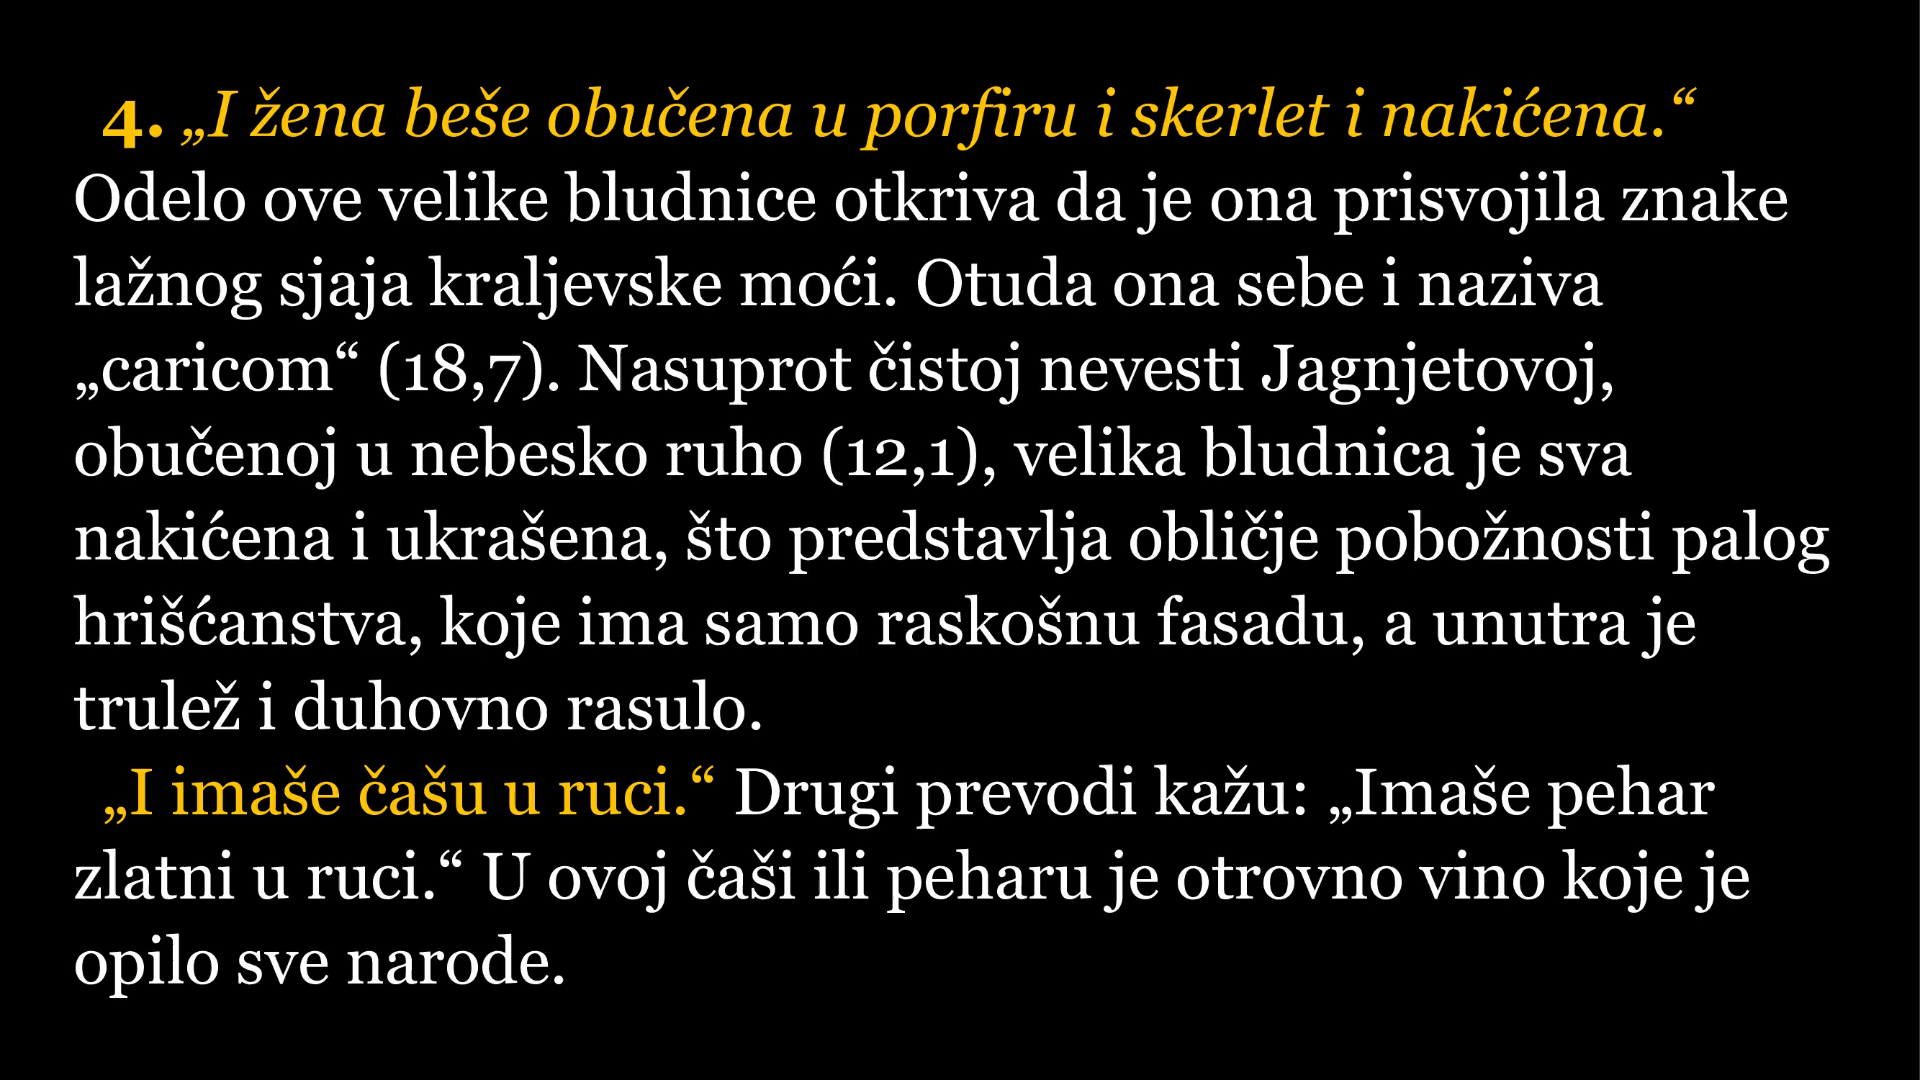 4. „I žena beše obučena u porfiru i skerlet i nakićena.“
Odelo ove velike bludnice otkriva da je ona prisvojila znake
lažnog sjaja kraljevske moći. Otuda ona sebe i naziva
„caricom“ (18,7). Nasuprot čistoj nevesti Jagnjetovoj,
obučenoj u nebesko ruho (12,1), velika bludnica je sva
nakićena i ukrašena, što predstavlja obličje pobožnosti palog
hrišćanstva, koje ima samo raskošnu fasadu, a unutra je
trulež i duhovno rasulo.
„I imaše čašu u ruci.“ Drugi prevodi kažu: „Imaše pehar
zlatni u ruci.“ U ovoj čaši ili peharu je otrovno vino koje je
opilo sve narode.